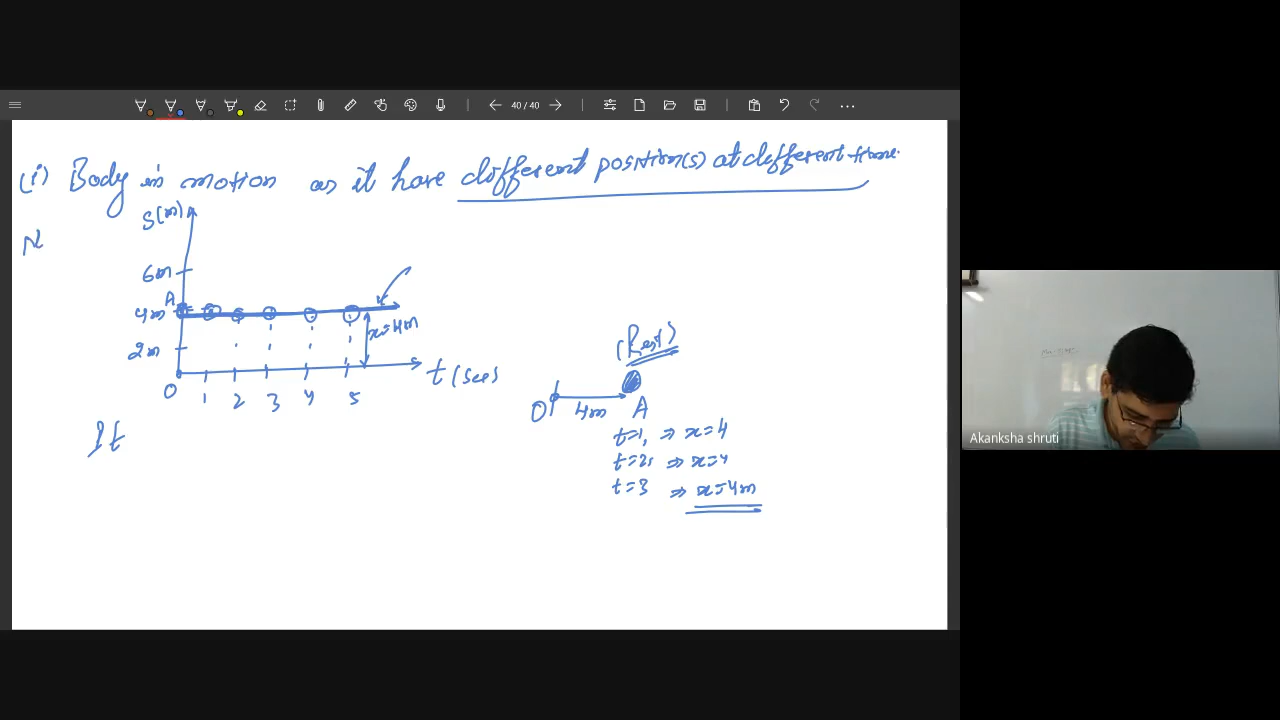 40 / 40
(i) Body in motion as it have different position(s) at different time.
N
S(m)
6m
A
4m
x=4m
2m
O
t (sec)
1 2 3 4 5
(Rest)
O 4m A
t=1, ⇒ x=4
t=2, ⇒ x=4
t=3 ⇒ x=4m
If
Akanksha shruti